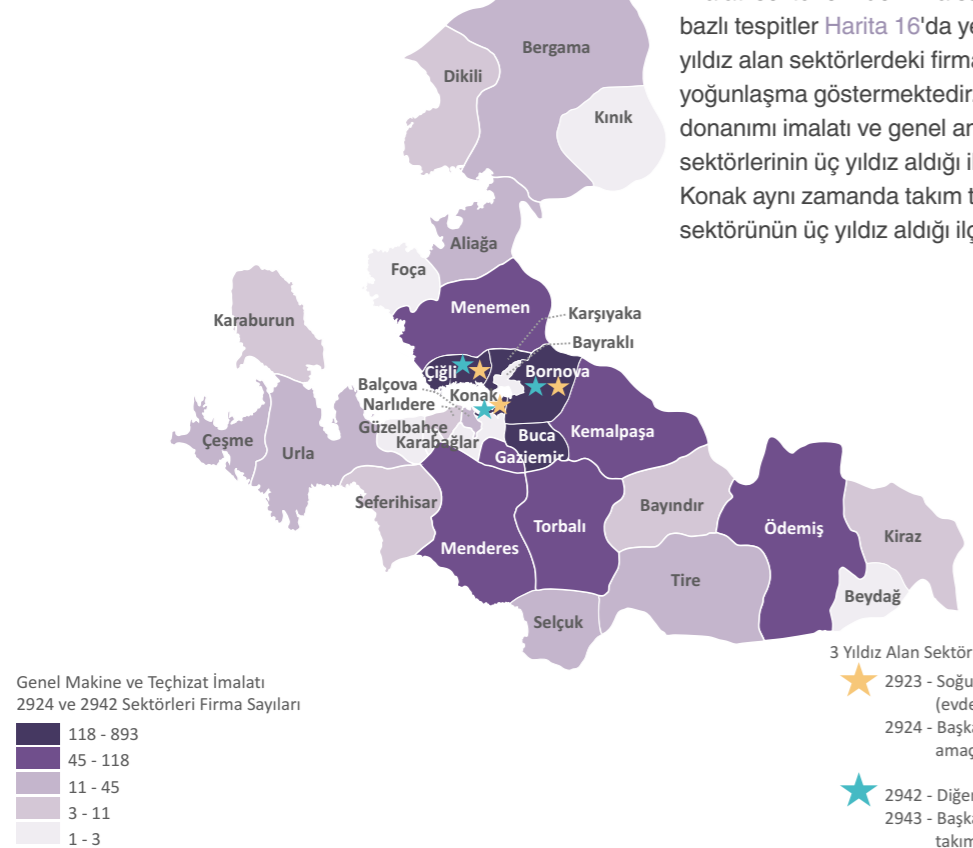 bazlı tespitler Harita 16'da ye
yıldız alan sektörlerdeki firma
yoğunlaşma göstermektedir.
donanımı imalatı ve genel am
sektörlerinin üç yıldız aldığı il
Konak aynı zamanda takım t
sektörünün üç yıldız aldığı ilç
Bergama
Dikili
Kınık
Aliağa
Foça
Menemen
Karaburun
Karşıyaka
Bayraklı
Çiğli
Bornova
Balçova
Konak
Narlıdere
Güzelbahçe
Karabağlar
Buca
Kemalpaşa
Gaziemir
Çeşme
Urla
Seferihisar
Bayındır
Menderes
Torbalı
Ödemiş
Kiraz
Tire
Beydağ
Selçuk
Genel Makine ve Teçhizat İmalatı
2924 ve 2942 Sektörleri Firma Sayıları
118 - 893
45 - 118
11 - 45
3 - 11
1 - 3
3 Yıldız Alan Sektör
2923 - Soğu
(evde
2924 - Başka
amaç
2942 - Diğer
2943 - Başka
takım